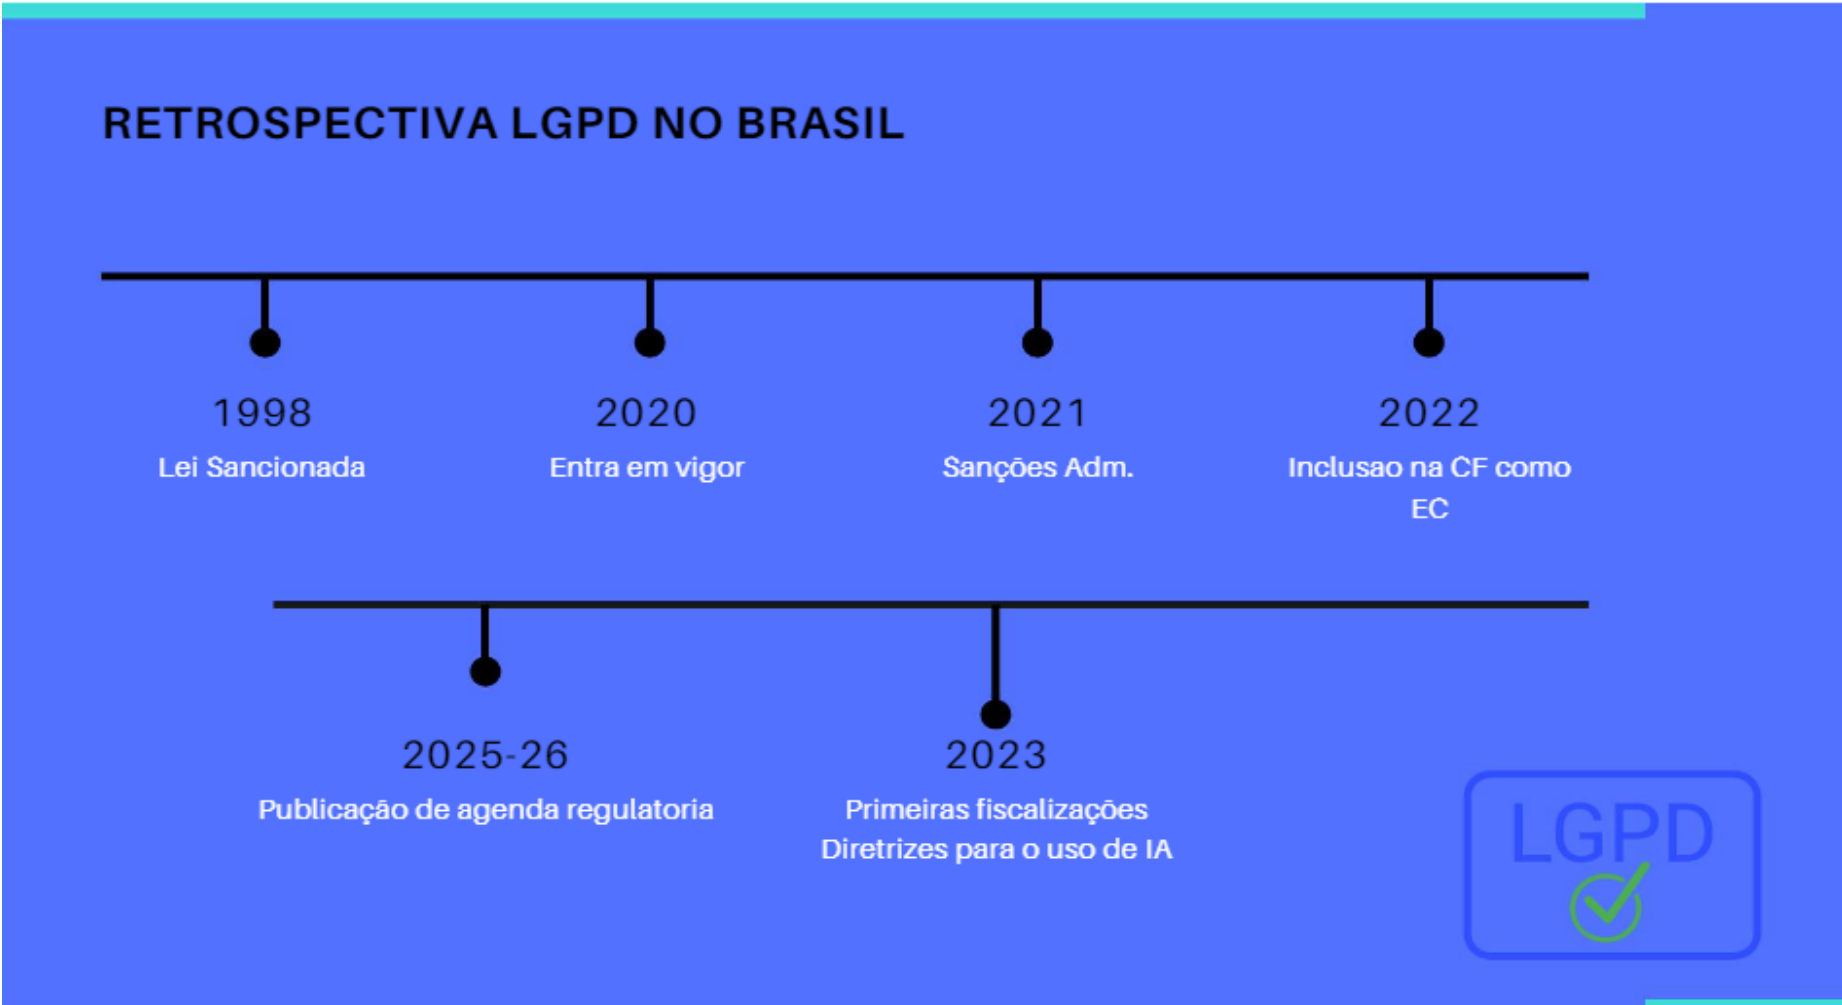 RETROSPECTIVA LGPD NO BRASIL
1998
Lei Sancionada
2020
Entra em vigor
2021
Sanções Adm.
2022
Inclusao na CF como
EC
2025-26
Publicação de agenda regulatoria
2023
Primeiras fiscalizações
Diretrizes para o uso de IA
LGPD